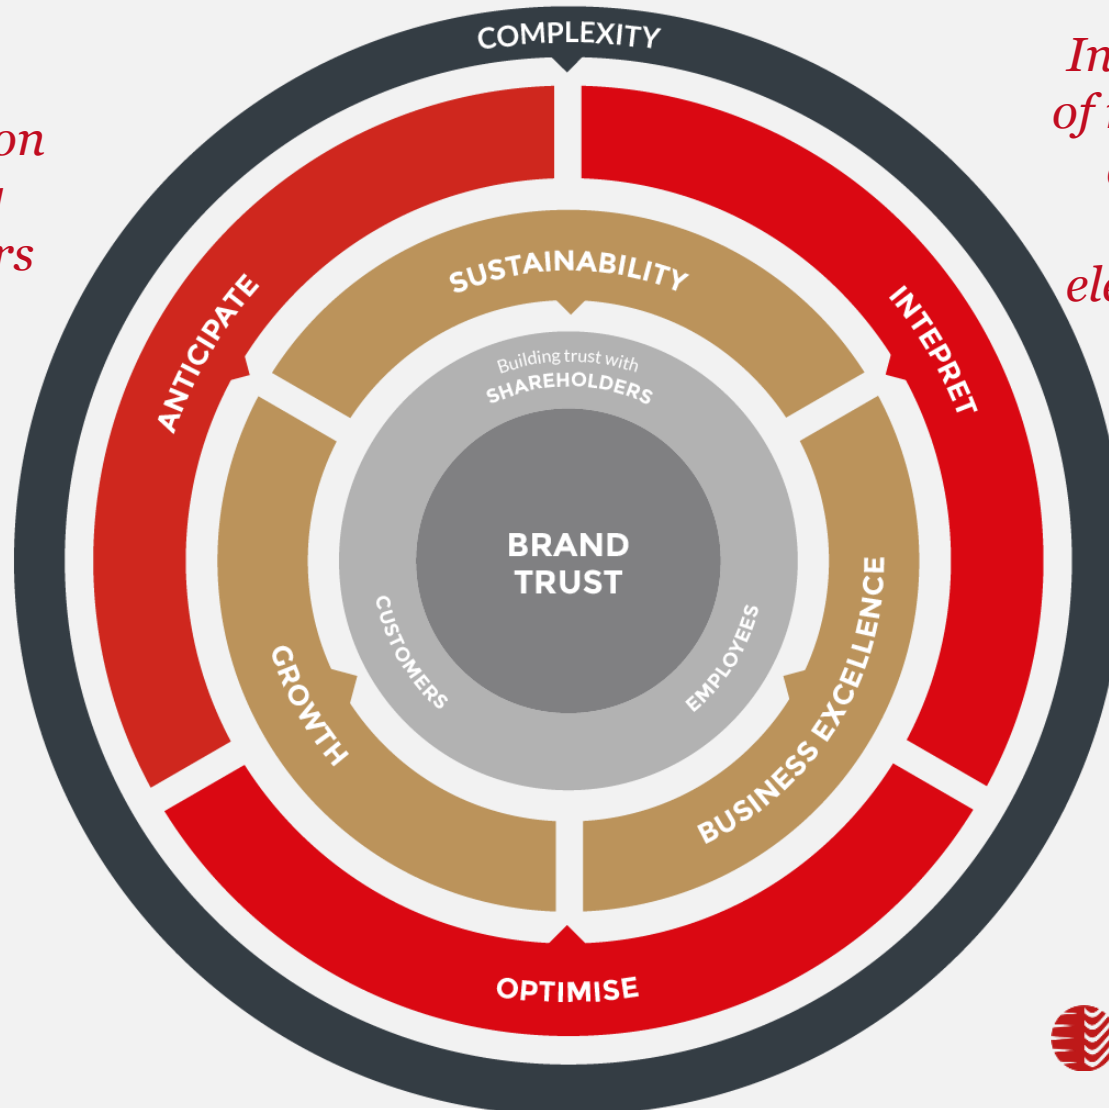 COMPLEXITY
on
rs
In
of
ele
ANTICIPATE
INTEPRET
SUSTAINABILITY
Building trust with
SHAREHOLDERS
BRAND
TRUST
CUSTOMERS
EMPLOYEES
GROWTH
BUSINESS EXCELLENCE
OPTIMISE